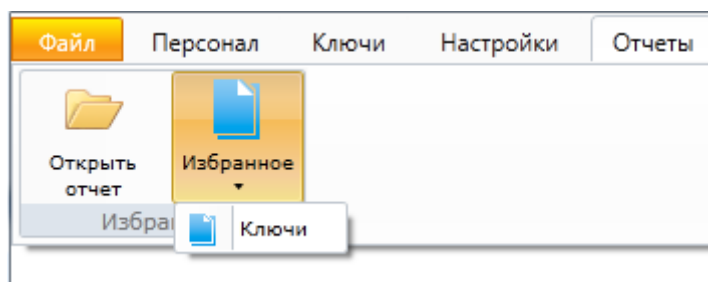 Файл Персонал Ключи Настройки Отчеты
Открыть отчет
Избранное
Ключи